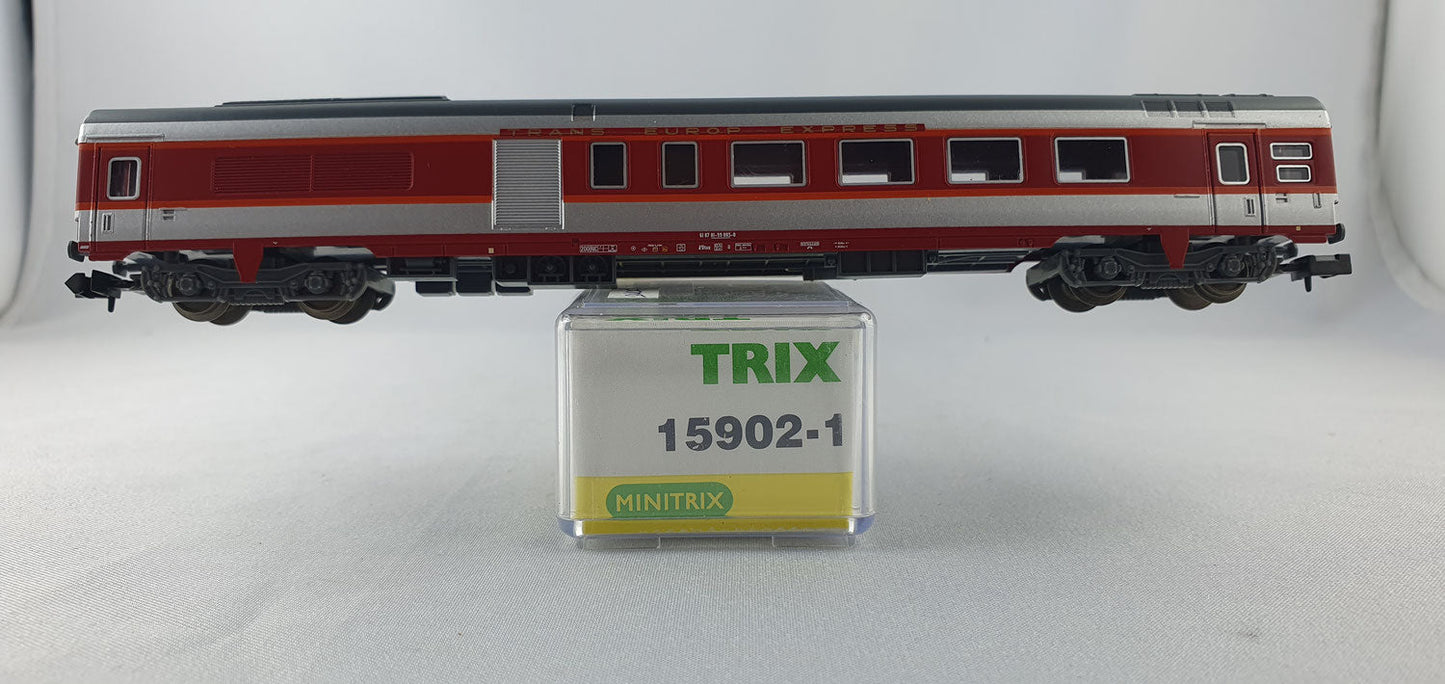 TRANS EUROP EXPRESS
TRIX
15902-1
MINITRIX